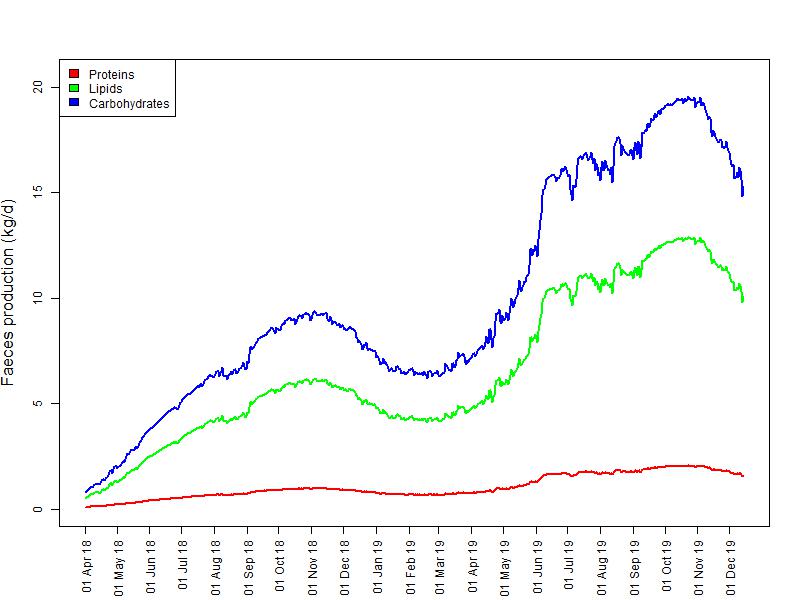 Proteins
Lipids
Carbohydrates
Faeces production (kg/d)
20
15
10
5
0
01 Apr 18
01 May 18
01 Jun 18
01 Jul 18
01 Aug 18
01 Sep 18
01 Oct 18
01 Nov 18
01 Dec 18
01 Jan 19
01 Feb 19
01 Mar 19
01 Apr 19
01 May 19
01 Jun 19
01 Jul 19
01 Aug 19
01 Sep 19
01 Oct 19
01 Nov 19
01 Dec 19